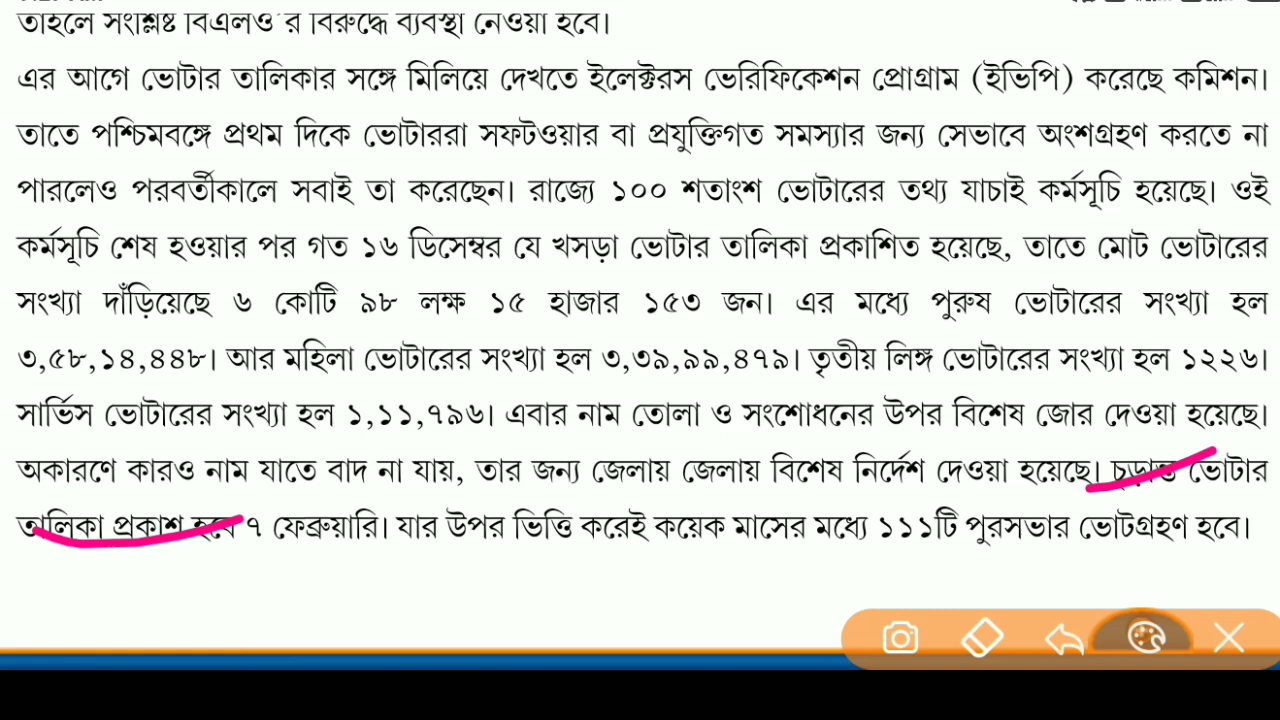 তাহলে সংশ্লিষ্ট বিএলও'র বিরুদ্ধে ব্যবস্থা নেওয়া হবে।
এর আগে ভোটার তালিকার সঙ্গে মিলিয়ে দেখতে ইলেক্টরস ভেরিফিকেশন প্রোগ্রাম (ইভিপি) করেছে কমিশন।
তাতে পশ্চিমবঙ্গে প্রথম দিকে ভোটাররা সফটওয়ার বা প্রযুক্তিগত সমস্যার জন্য সেভাবে অংশগ্রহণ করতে না
পারলেও পরবর্তীকালে সবাই তা করেছেন। রাজ্যে ১০০ শতাংশ ভোটারের তথ্য যাচাই কর্মসূচি হয়েছে। ওই
কর্মসূচি শেষ হওয়ার পর গত ১৬ ডিসেম্বর যে খসড়া ভোটার তালিকা প্রকাশিত হয়েছে, তাতে মোট ভোটারের
সংখ্যা দাঁড়িয়েছে ৬ কোটি ৯৮ লক্ষ ১৫ হাজার ১৫৩ জন। এর মধ্যে পুরুষ ভোটারের সংখ্যা হল
৩,৫৮,১৪,৪৪৮। আর মহিলা ভোটারের সংখ্যা হল ৩,৩৯,৯৯,৪৭৯। তৃতীয় লিঙ্গ ভোটারের সংখ্যা হল ১২২৬।
সার্ভিস ভোটারের সংখ্যা হল ১,১১,৭৯৬। এবার নাম তোলা ও সংশোধনের উপর বিশেষ জোর দেওয়া হয়েছে।
অকারণে কারও নাম যাতে বাদ না যায়, তার জন্য জেলায় জেলায় বিশেষ নির্দেশ দেওয়া হয়েছে। চূড়ান্ত ভোটার
তালিকা প্রকাশ হবে ৭ ফেব্রুয়ারি। যার উপর ভিত্তি করেই কয়েক মাসের মধ্যে ১১১টি পুরসভার ভোটগ্রহণ হবে।